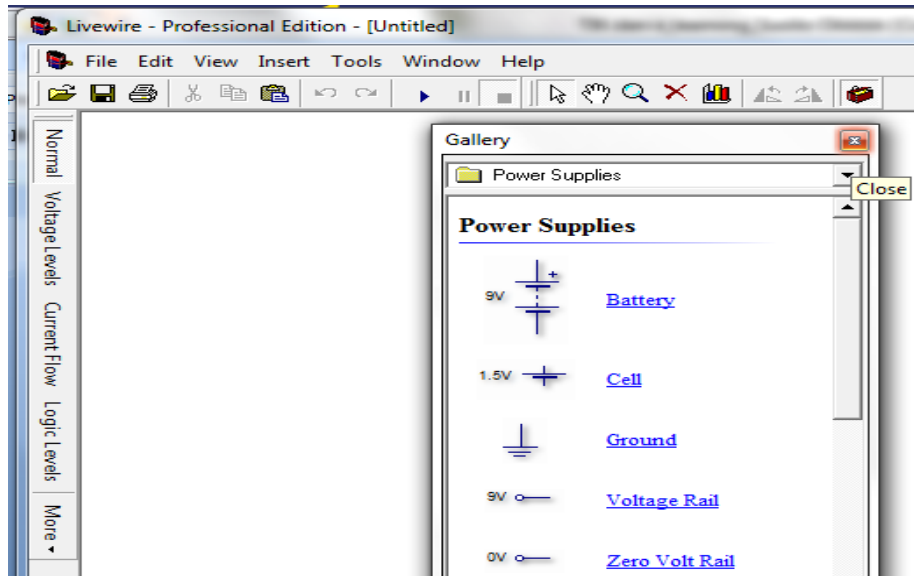 Livewire - Professional Edition - [Untitled]
File Edit View Insert Tools Window Help
Normal
Voltage Levels
Current Flow
Logic Levels
More
Gallery
Power Supplies
Close
Power Supplies
9V Battery
1.5V Cell
Ground
9V Voltage Rail
0V Zero Volt Rail